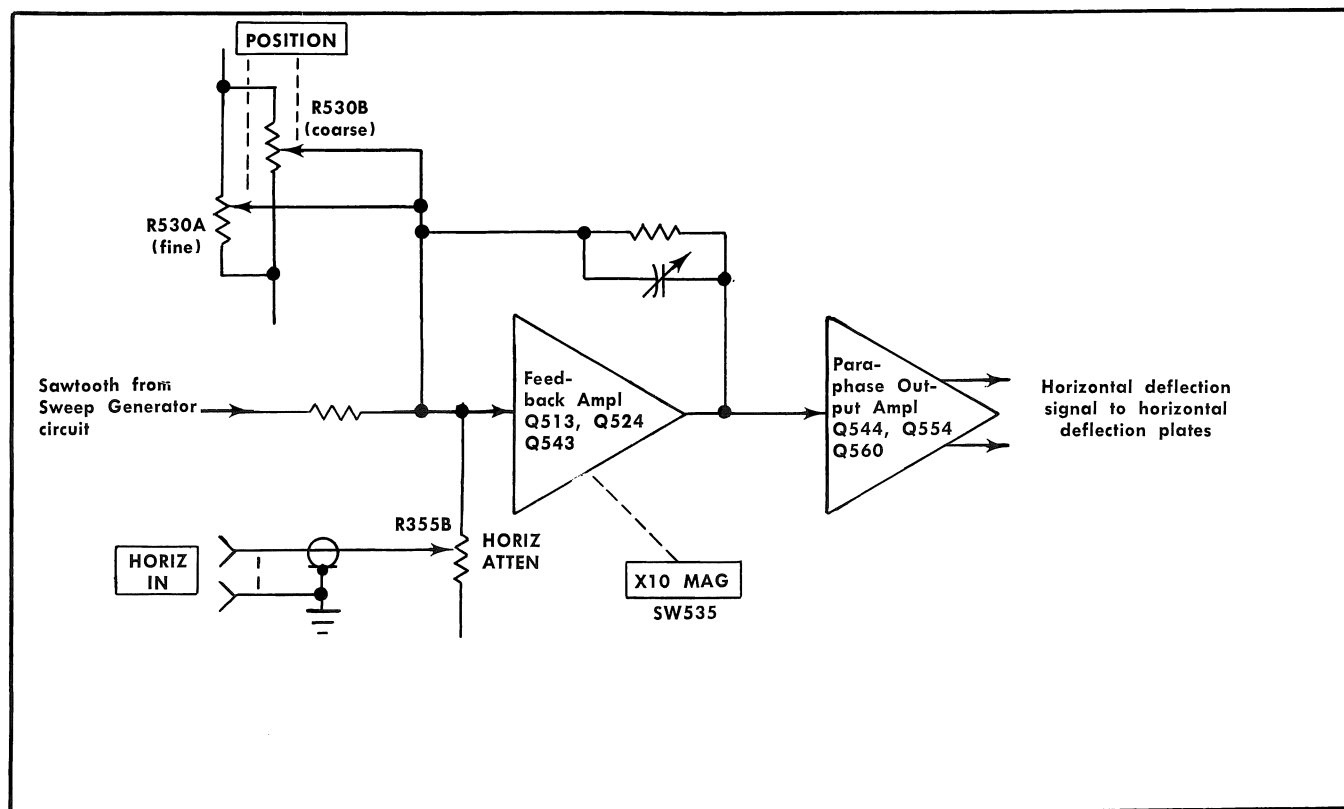 POSITION
R530B
(coarse)
R530A
(fine)
Sawtooth from
Sweep Generator
circuit
Feed-
back Ampl
Q513, Q524
Q543
Para-
phase Out-
put Ampl
Q544, Q554
Q560
Horizontal deflection
signal to horizontal
deflection plates
R355B
HORIZ
ATTEN
HORIZ
IN
X10 MAG
SW535